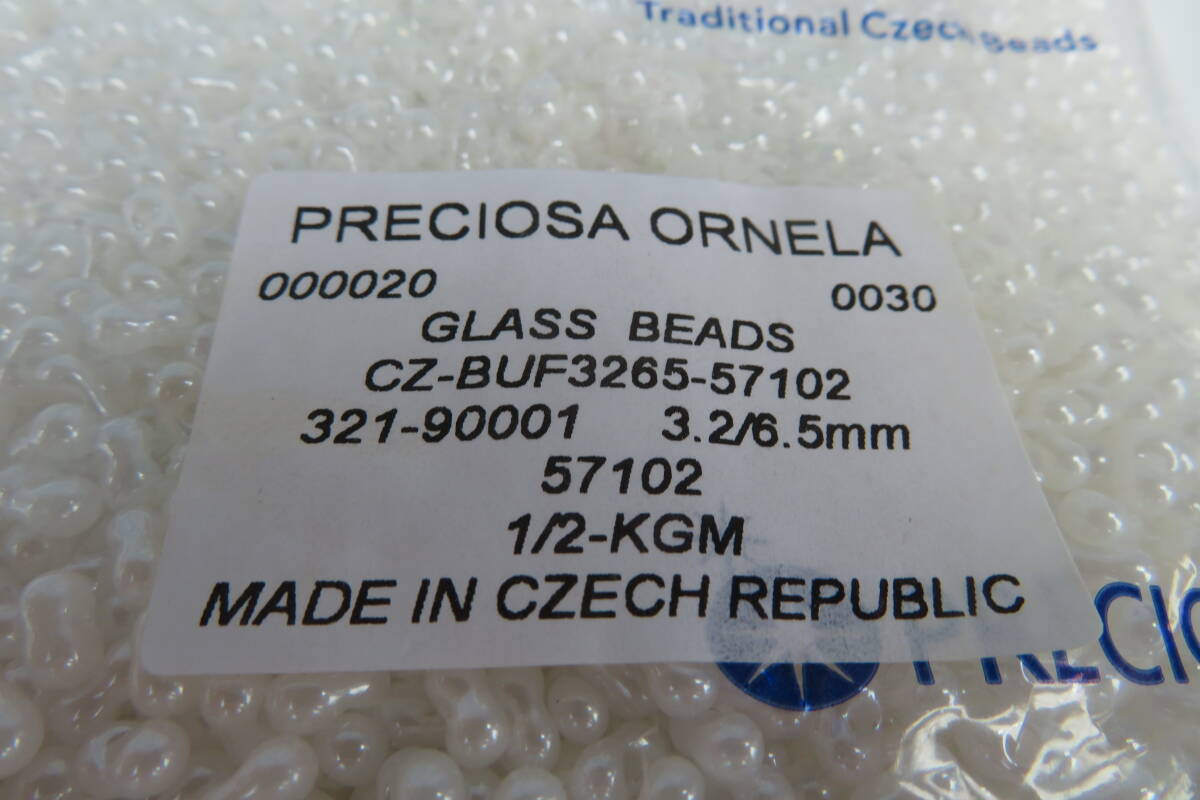 Traditional Czech Beads
PRECIOSA ORNELA
000020 0030
GLASS BEADS
CZ-BUF3265-57102
321-90001 3.2/6.5mm
57102
1/2-KGM
MADE IN CZECH REPUBLIC
PRECIO